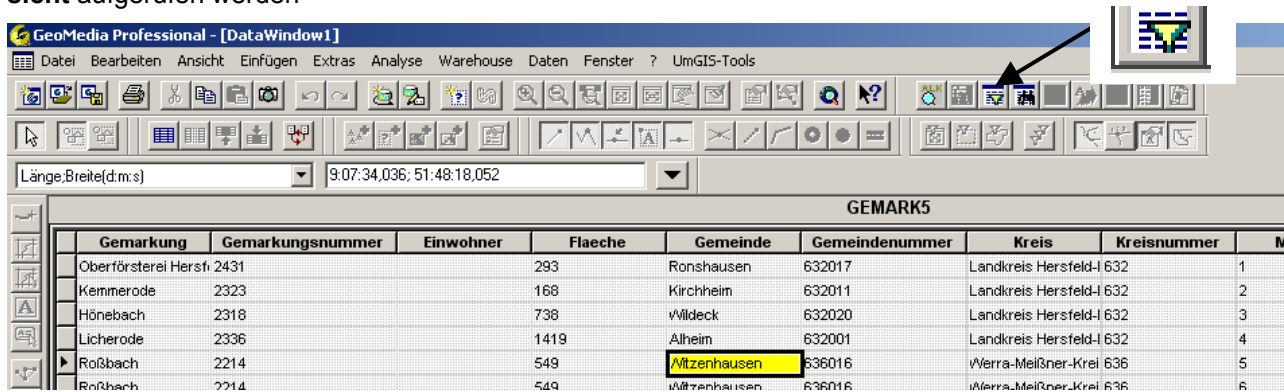 sicht aufgerufen werden
GeoMedia Professional - [DataWindow1]
Datei Bearbeiten Ansicht Einfügen Extras Analyse Warehouse Daten Fenster ? UmGIS-Tools
Länge;Breite(d:m:s) 9:07:34,036; 51:48:18,052
GEMARK5
Gemarkung Gemarkungsnummer Einwohner Flaeche Gemeinde Gemeindenummer Kreis Kreisnummer M
Oberförsterei Hersf 2431 293 Ronshausen 632017 Landkreis Hersfeld- 632 1
Kemmerode 2323 168 Kirchheim 632011 Landkreis Hersfeld- 632 2
Hönebach 2318 738 Wildeck 632020 Landkreis Hersfeld- 632 3
Licherode 2336 1419 Alheim 632001 Landkreis Hersfeld- 632 4
Roßbach 2214 549 Witzenhausen 636016 Werra-Meißner-Krei 636 5
Roßbach 2214 549 Witzenhausen 636016 Werra-Meißner-Krei 636 6